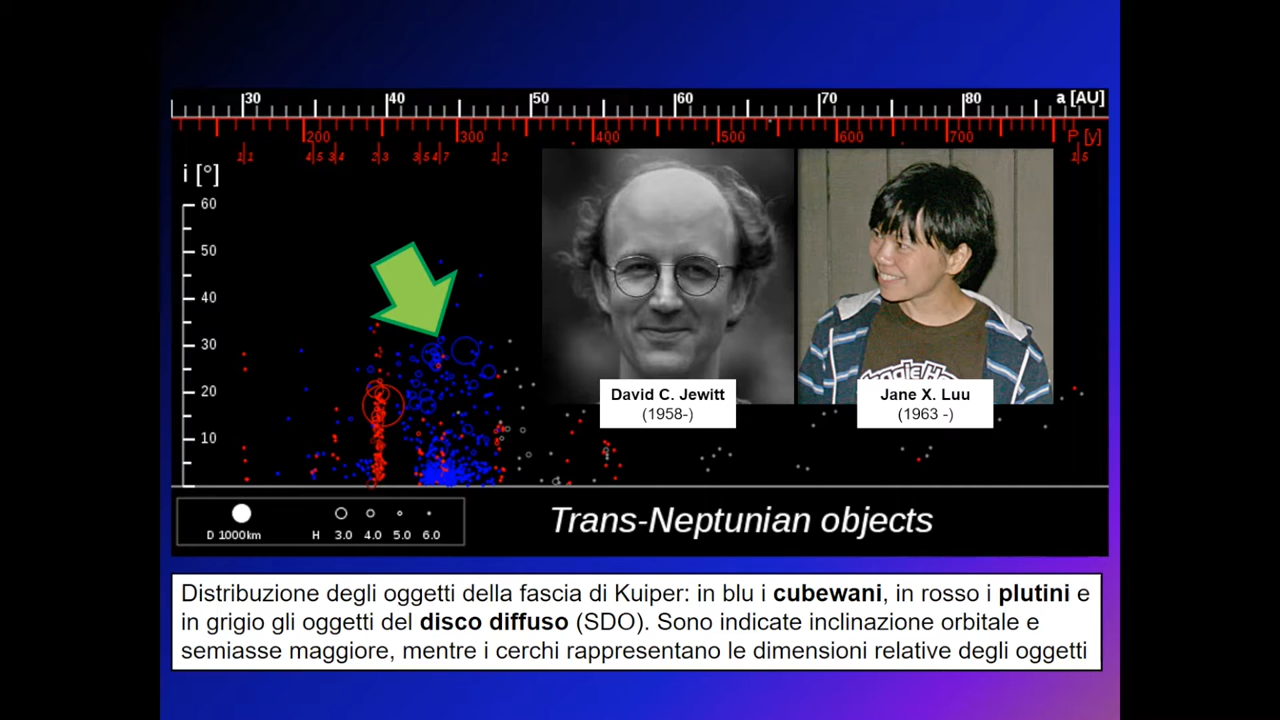 30 40 50 60 70 80 a [AU]
200 300 400 500 600 700 P [y]
1|1 4|5 3|4 2|3 3|5 4|7 1|2 1|5
i [°]
60
50
40
30
20
10
David C. Jewitt
(1958-)
Jane X. Luu
(1963 -)
D 1000km H 3.0 4.0 5.0 6.0
Trans-Neptunian objects
Distribuzione degli oggetti della fascia di Kuiper: in blu i cubewani, in rosso i plutini e
in grigio gli oggetti del disco diffuso (SDO). Sono indicate inclinazione orbitale e
semiasse maggiore, mentre i cerchi rappresentano le dimensioni relative degli oggetti